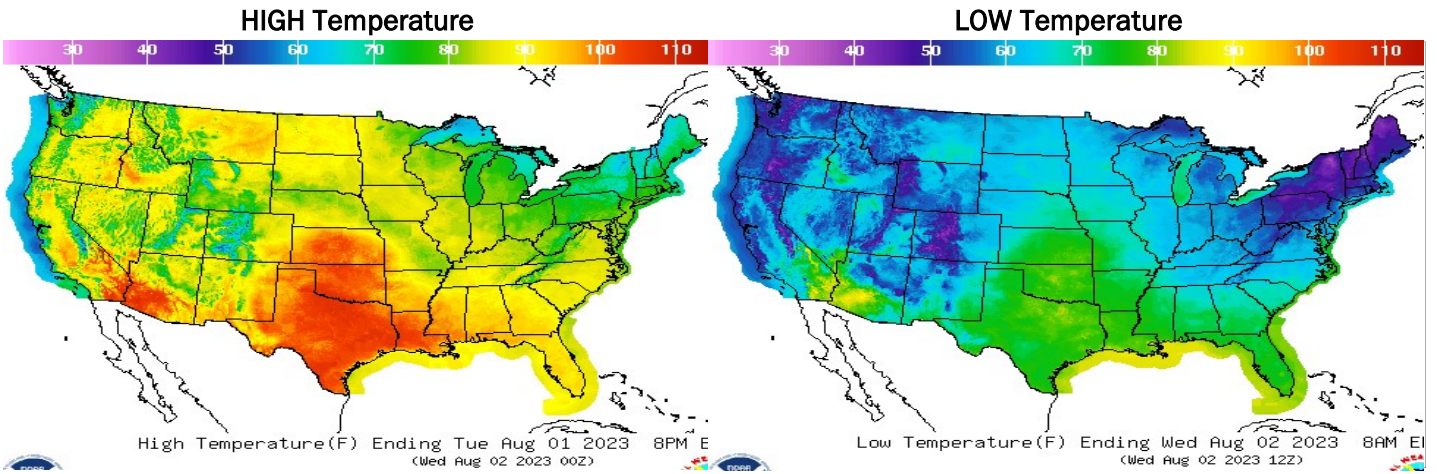 HIGH Temperature
30 40 50 60 70 80 90 100 110
High Temperature(F) Ending Tue Aug 01 2023 8PM E
(Wed Aug 02 2023 00Z)
LOW Temperature
30 40 50 60 70 80 90 100 110
Low Temperature(F) Ending Wed Aug 02 2023 8AM E
(Wed Aug 02 2023 12Z)